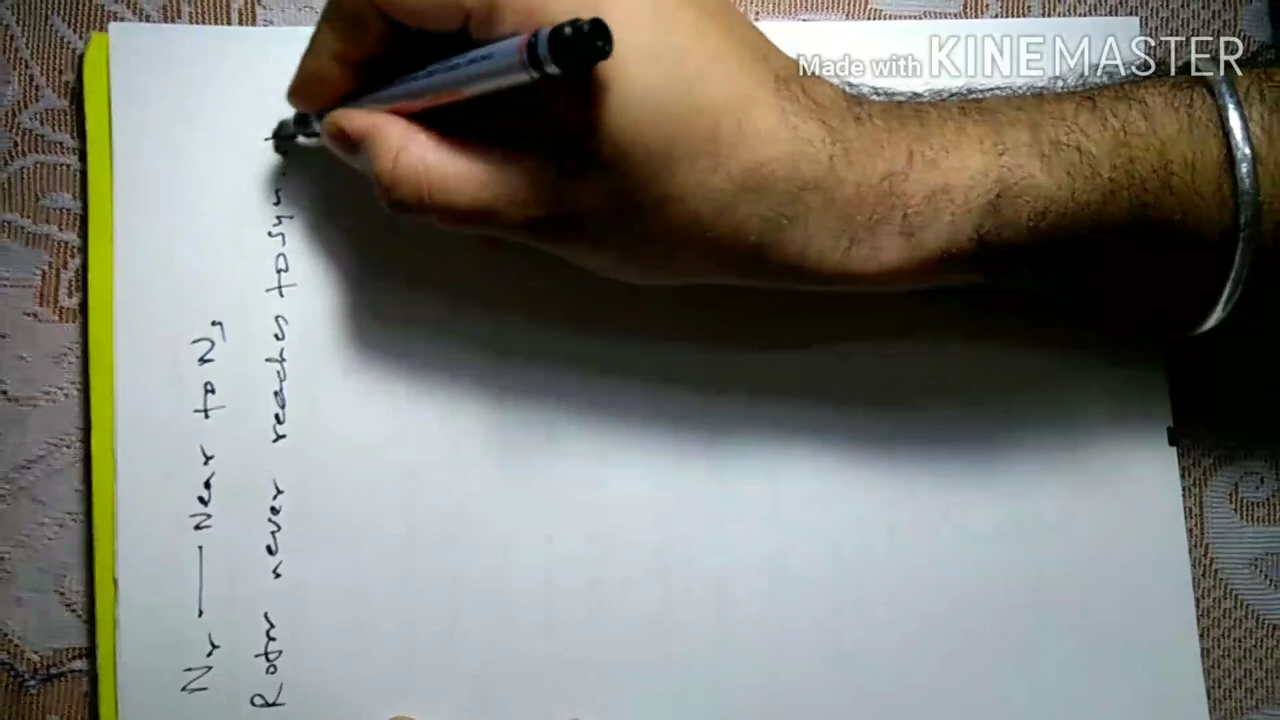 Made with KINEMASTER
Nr — Near to Ns
Rotor never reaches to syn.